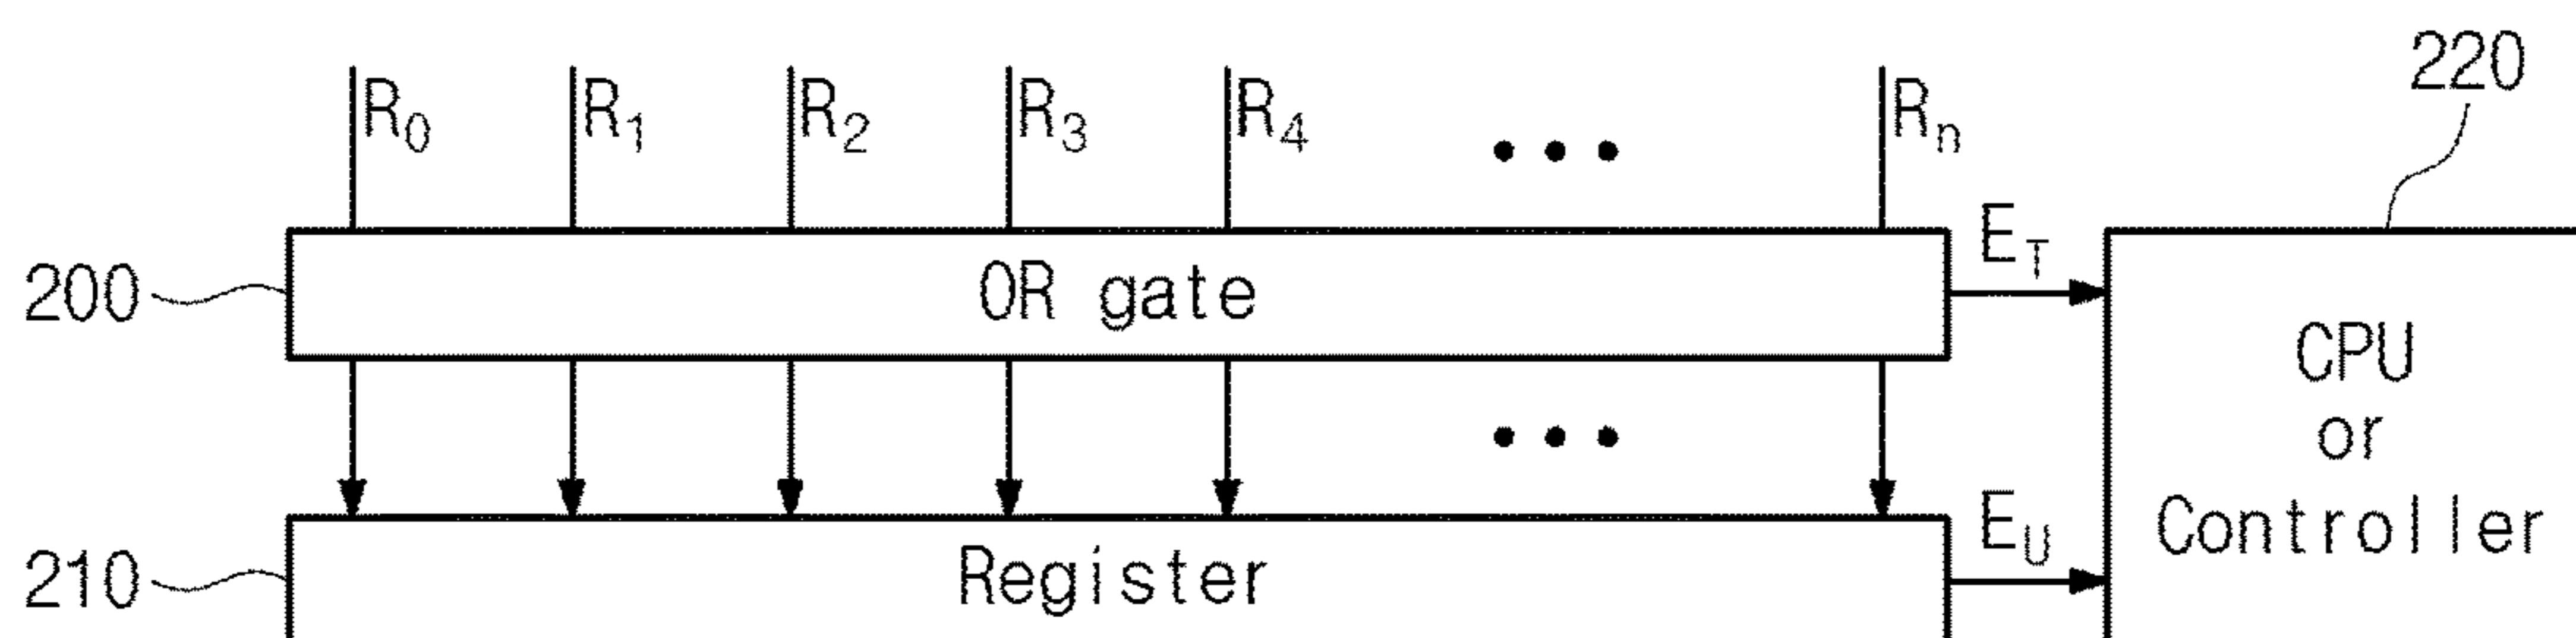 220
R0 R1 R2 R3 R4 ... Rn
ET
200 OR gate
CPU
or
Controller
...
EU
210 Register